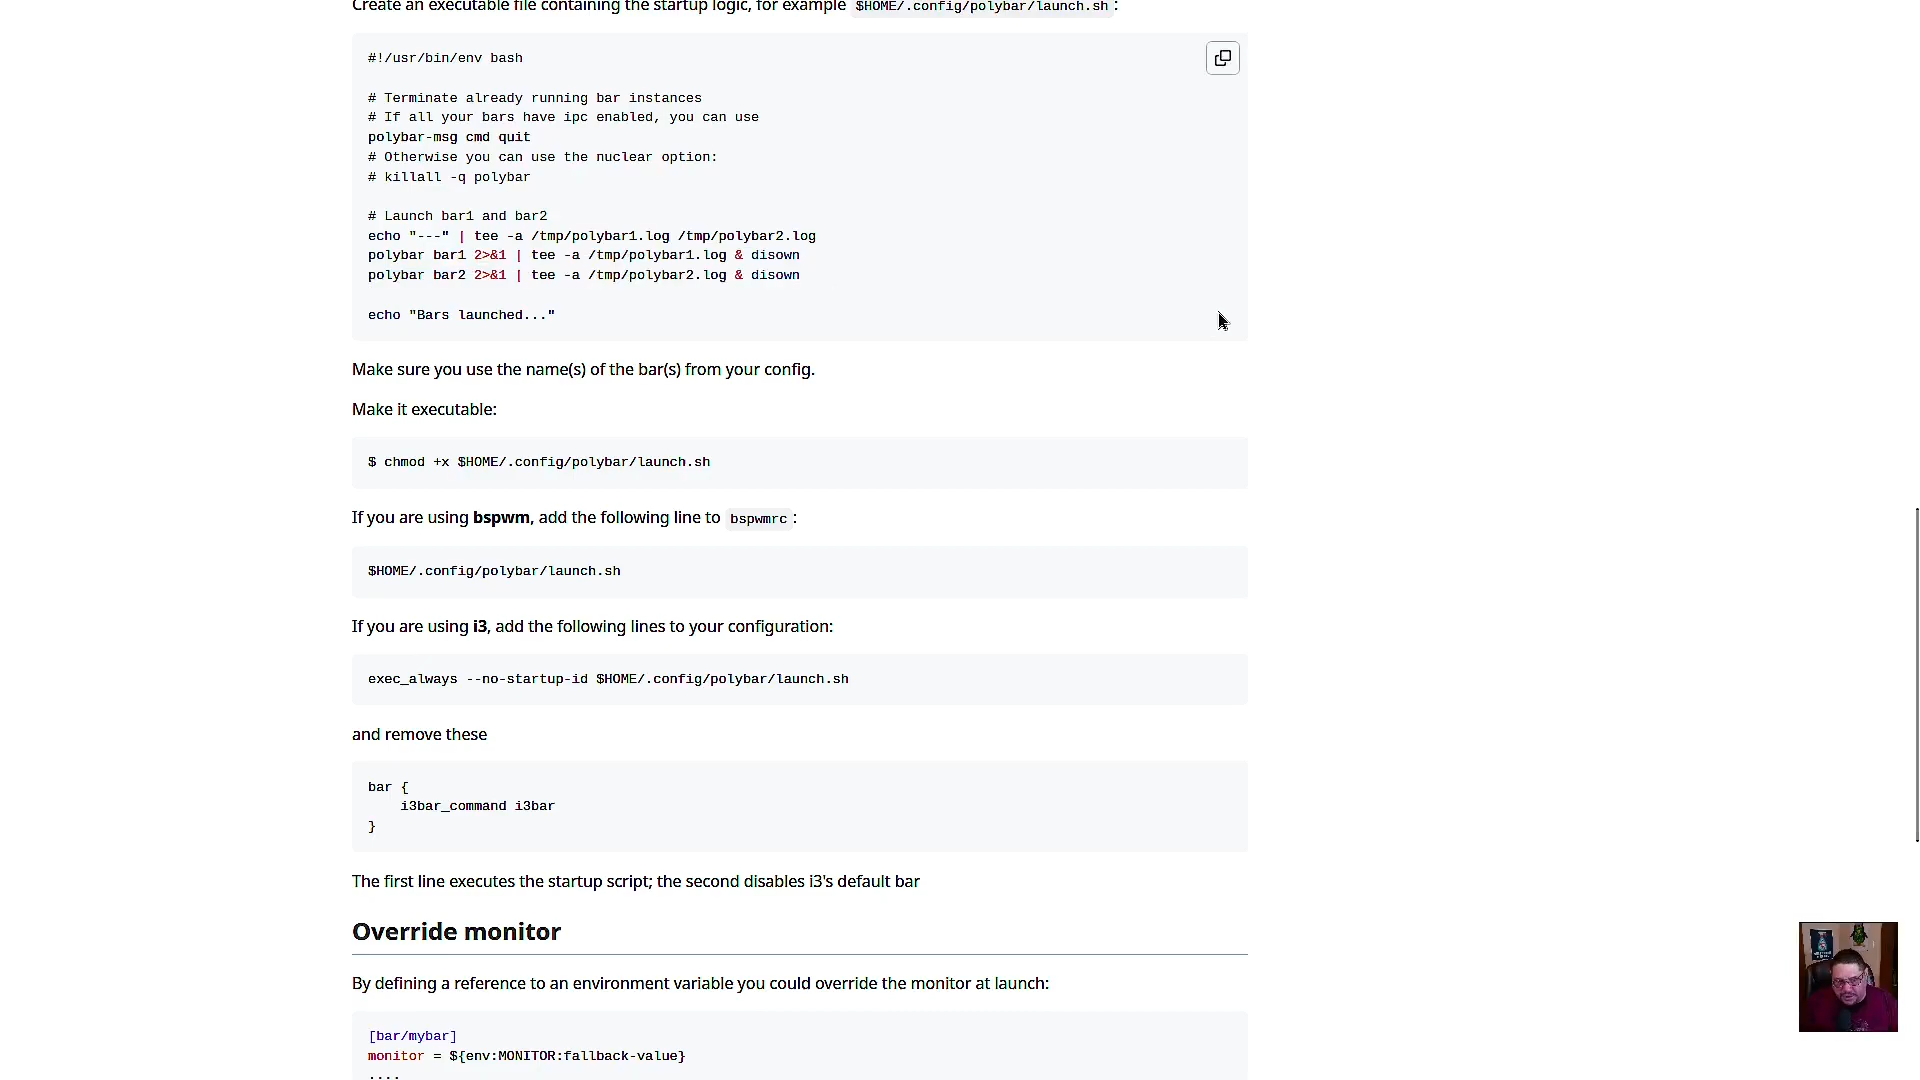 Create an executable file containing the startup logic, for example $HOME/.config/polybar/launch.sh :
#!/usr/bin/env bash
# Terminate already running bar instances
# If all your bars have ipc enabled, you can use
polybar-msg cmd quit
# Otherwise you can use the nuclear option:
# killall -q polybar
# Launch bar1 and bar2
echo "---" | tee -a /tmp/polybar1.log /tmp/polybar2.log
polybar bar1 2>&1 | tee -a /tmp/polybar1.log & disown
polybar bar2 2>&1 | tee -a /tmp/polybar2.log & disown
echo "Bars launched..."
Make sure you use the name(s) of the bar(s) from your config.
Make it executable:
$ chmod +x $HOME/.config/polybar/launch.sh
If you are using bspwm, add the following line to bspwmrc :
$HOME/.config/polybar/launch.sh
If you are using i3, add the following lines to your configuration:
exec_always --no-startup-id $HOME/.config/polybar/launch.sh
and remove these
bar {
    i3bar_command i3bar
}
The first line executes the startup script; the second disables i3's default bar
Override monitor
By defining a reference to an environment variable you could override the monitor at launch:
[bar/mybar]
monitor = ${env:MONITOR:fallback-value}
....